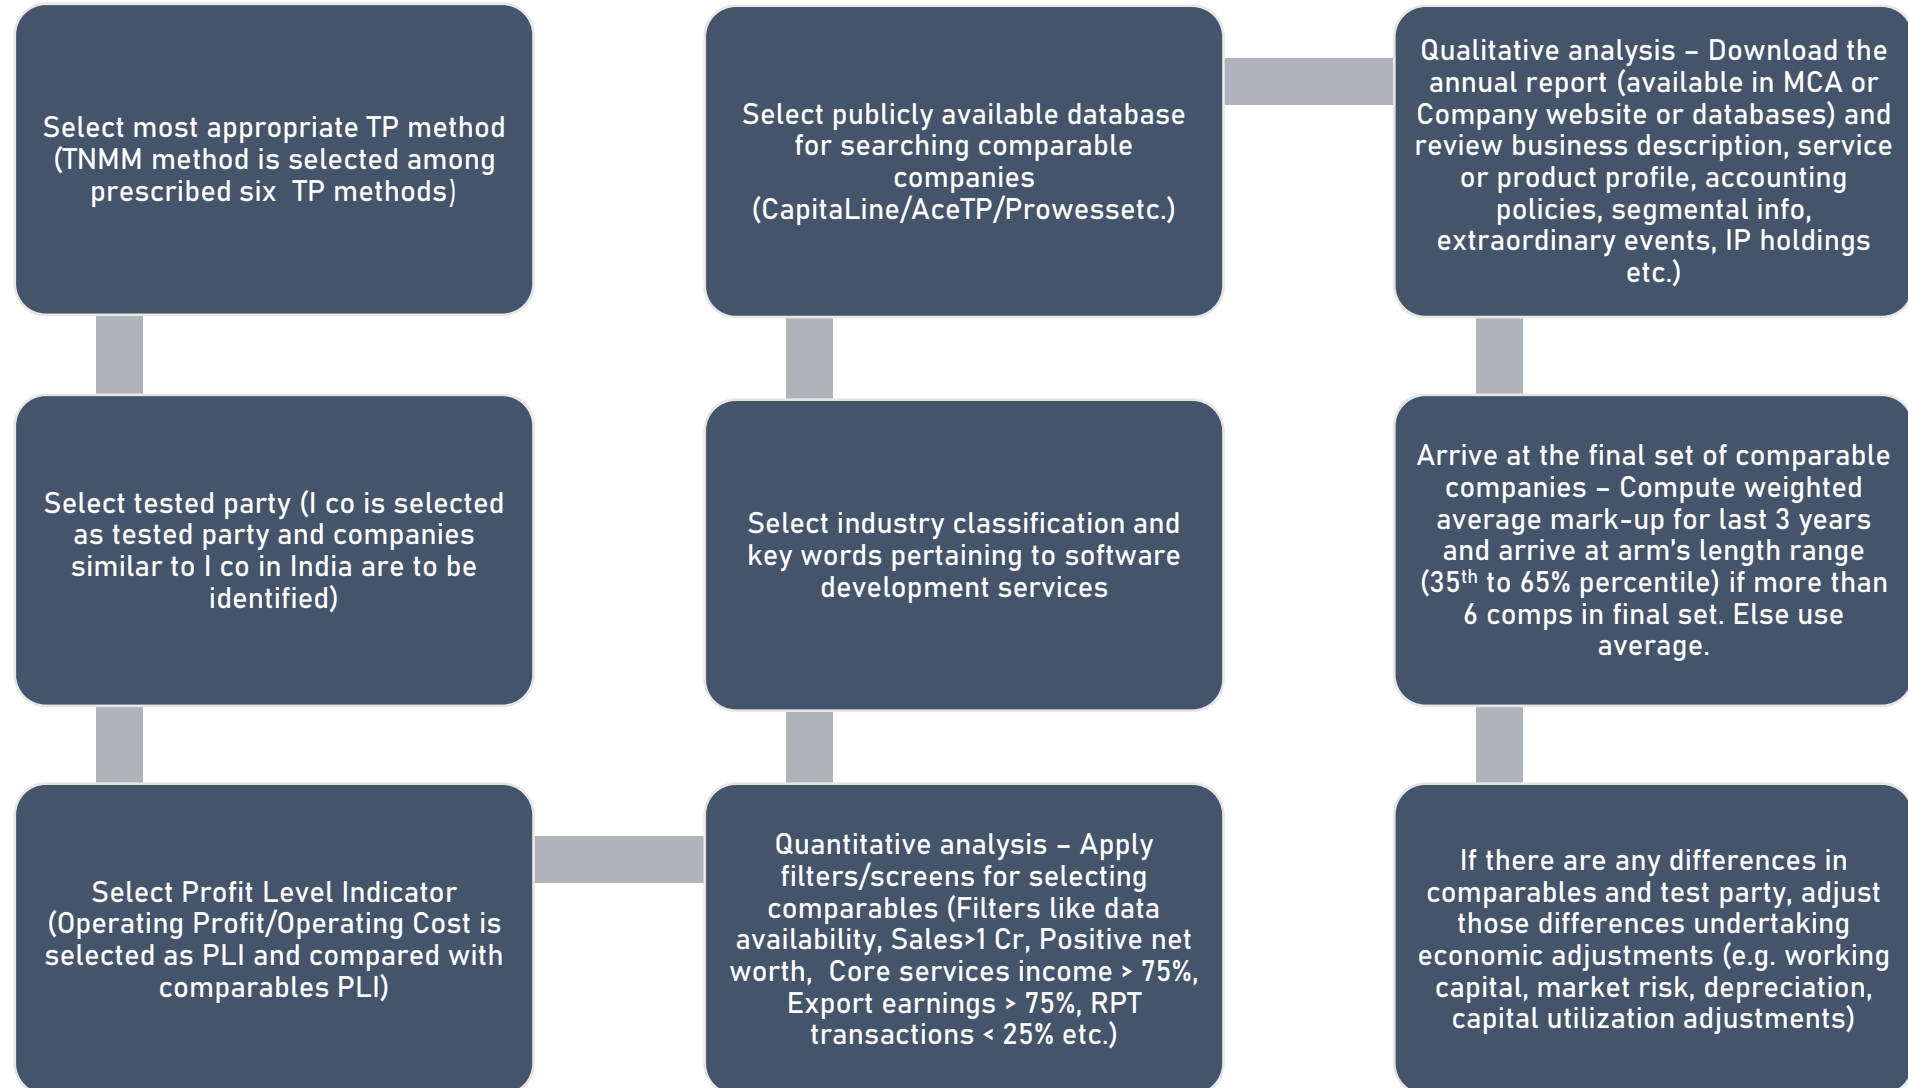 Select most appropriate TP method
(TNMM method is selected among
prescribed six  TP methods)
Select tested party (I co is selected
as tested party and companies
similar to I co in India are to be
identified)
Select Profit Level Indicator
(Operating Profit/Operating Cost is
selected as PLI and compared with
comparables PLI)
Quantitative analysis – Apply
filters/screens for selecting
comparables (Filters like data
availability, Sales>1 Cr, Positive net
worth,  Core services income > 75%,
Export earnings > 75%, RPT
transactions < 25% etc.)
Select industry classification and
key words pertaining to software
development services
Select publicly available database
for searching comparable
companies
(CapitaLine/AceTP/Prowessetc.)
Qualitative analysis – Download the
annual report (available in MCA or
Company website or databases) and
review business description, service
or product profile, accounting
policies, segmental info,
extraordinary events, IP holdings
etc.)
Arrive at the final set of comparable
companies – Compute weighted
average mark-up for last 3 years
and arrive at arm's length range
(35th to 65% percentile) if more than
6 comps in final set. Else use
average.
If there are any differences in
comparables and test party, adjust
those differences undertaking
economic adjustments (e.g. working
capital, market risk, depreciation,
capital utilization adjustments)